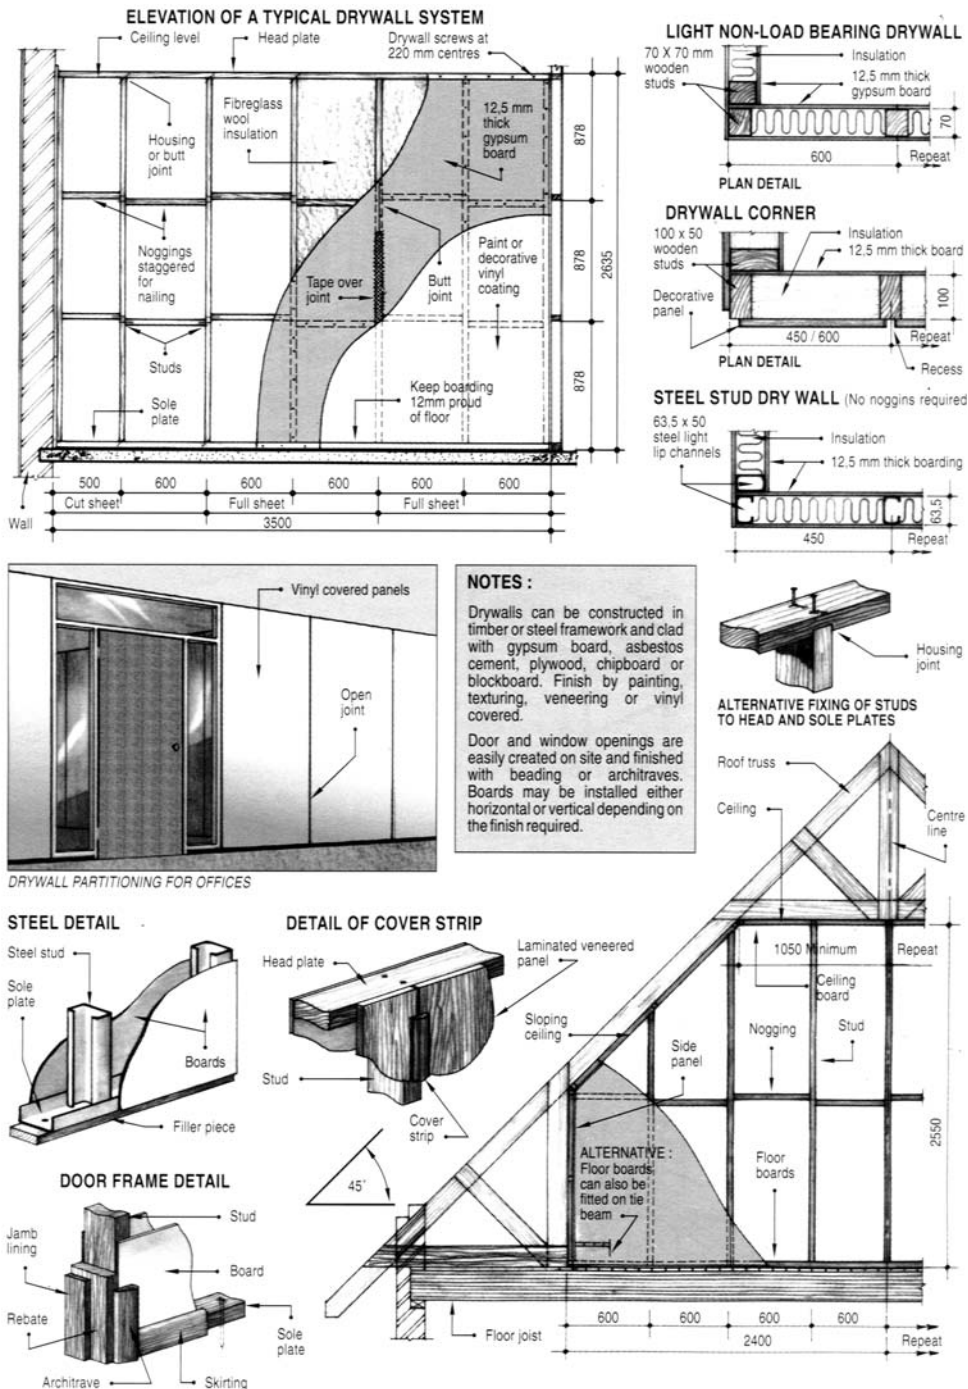 ELEVATION OF A TYPICAL DRYWALL SYSTEM
Ceiling level
Head plate
Drywall screws at
220 mm centres
Housing
or butt
joint
Fibreglass
wool
insulation
12,5 mm
thick
gypsum
board
Noggings
staggered
for
nailing
Tape over
joint
Butt
joint
Paint or
decorative
vinyl
coating
Studs
Sole
plate
Keep boarding
12mm proud
of floor
878
878
878
2635
500
600
600
600
600
600
Cut sheet
Full sheet
Full sheet
3500
Wall
LIGHT NON-LOAD BEARING DRYWALL
70 X 70 mm
wooden
studs
Insulation
12,5 mm thick
gypsum board
70
600
Repeat
PLAN DETAIL
DRYWALL CORNER
100 x 50
wooden
studs
Insulation
12,5 mm thick board
Decorative
panel
100
450 / 600
Repeat
PLAN DETAIL
Recess
STEEL STUD DRY WALL (No noggins required
63.5 x 50
steel light
lip channels
Insulation
12,5 mm thick boarding
63,5
450
Repeat
Vinyl covered panels
Open
joint
DRYWALL PARTITIONING FOR OFFICES
NOTES :
Drywalls can be constructed in
timber or steel framework and clad
with gypsum board, asbestos
cement, plywood, chipboard or
blockboard. Finish by painting,
texturing, veneering or vinyl
covered.
Door and window openings are
easily created on site and finished
with beading or architraves.
Boards may be installed either
horizontal or vertical depending on
the finish required.
Housing
joint
ALTERNATIVE FIXING OF STUDS
TO HEAD AND SOLE PLATES
STEEL DETAIL
Steel stud
Sole
plate
Boards
Filler piece
DETAIL OF COVER STRIP
Head plate
Laminated veneered
panel
Stud
Cover
strip
DOOR FRAME DETAIL
Stud
Jamb
lining
Board
Rebate
Sole
plate
Architrave
Skirting
Roof truss
Ceiling
Centre
line
1050 Minimum
Repeat
Ceiling
board
Sloping
ceiling
Side
panel
Nogging
Stud
2550
ALTERNATIVE :
Floor boards
can also be
fitted on tie
beam
Floor
boards
45°
Floor joist
600
600
600
600
2400
Repeat